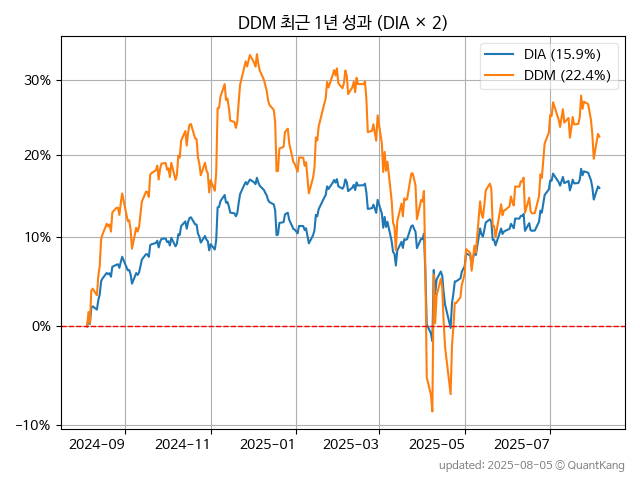 DDM 최근 1년 성과 (DIA × 2)
DIA (15.9%)
DDM (22.4%)
30%
20%
10%
0%
−10%
2024−09
2024−11
2025−01
2025−03
2025−05
2025−07
updated: 2025-08-05 © QuantKang